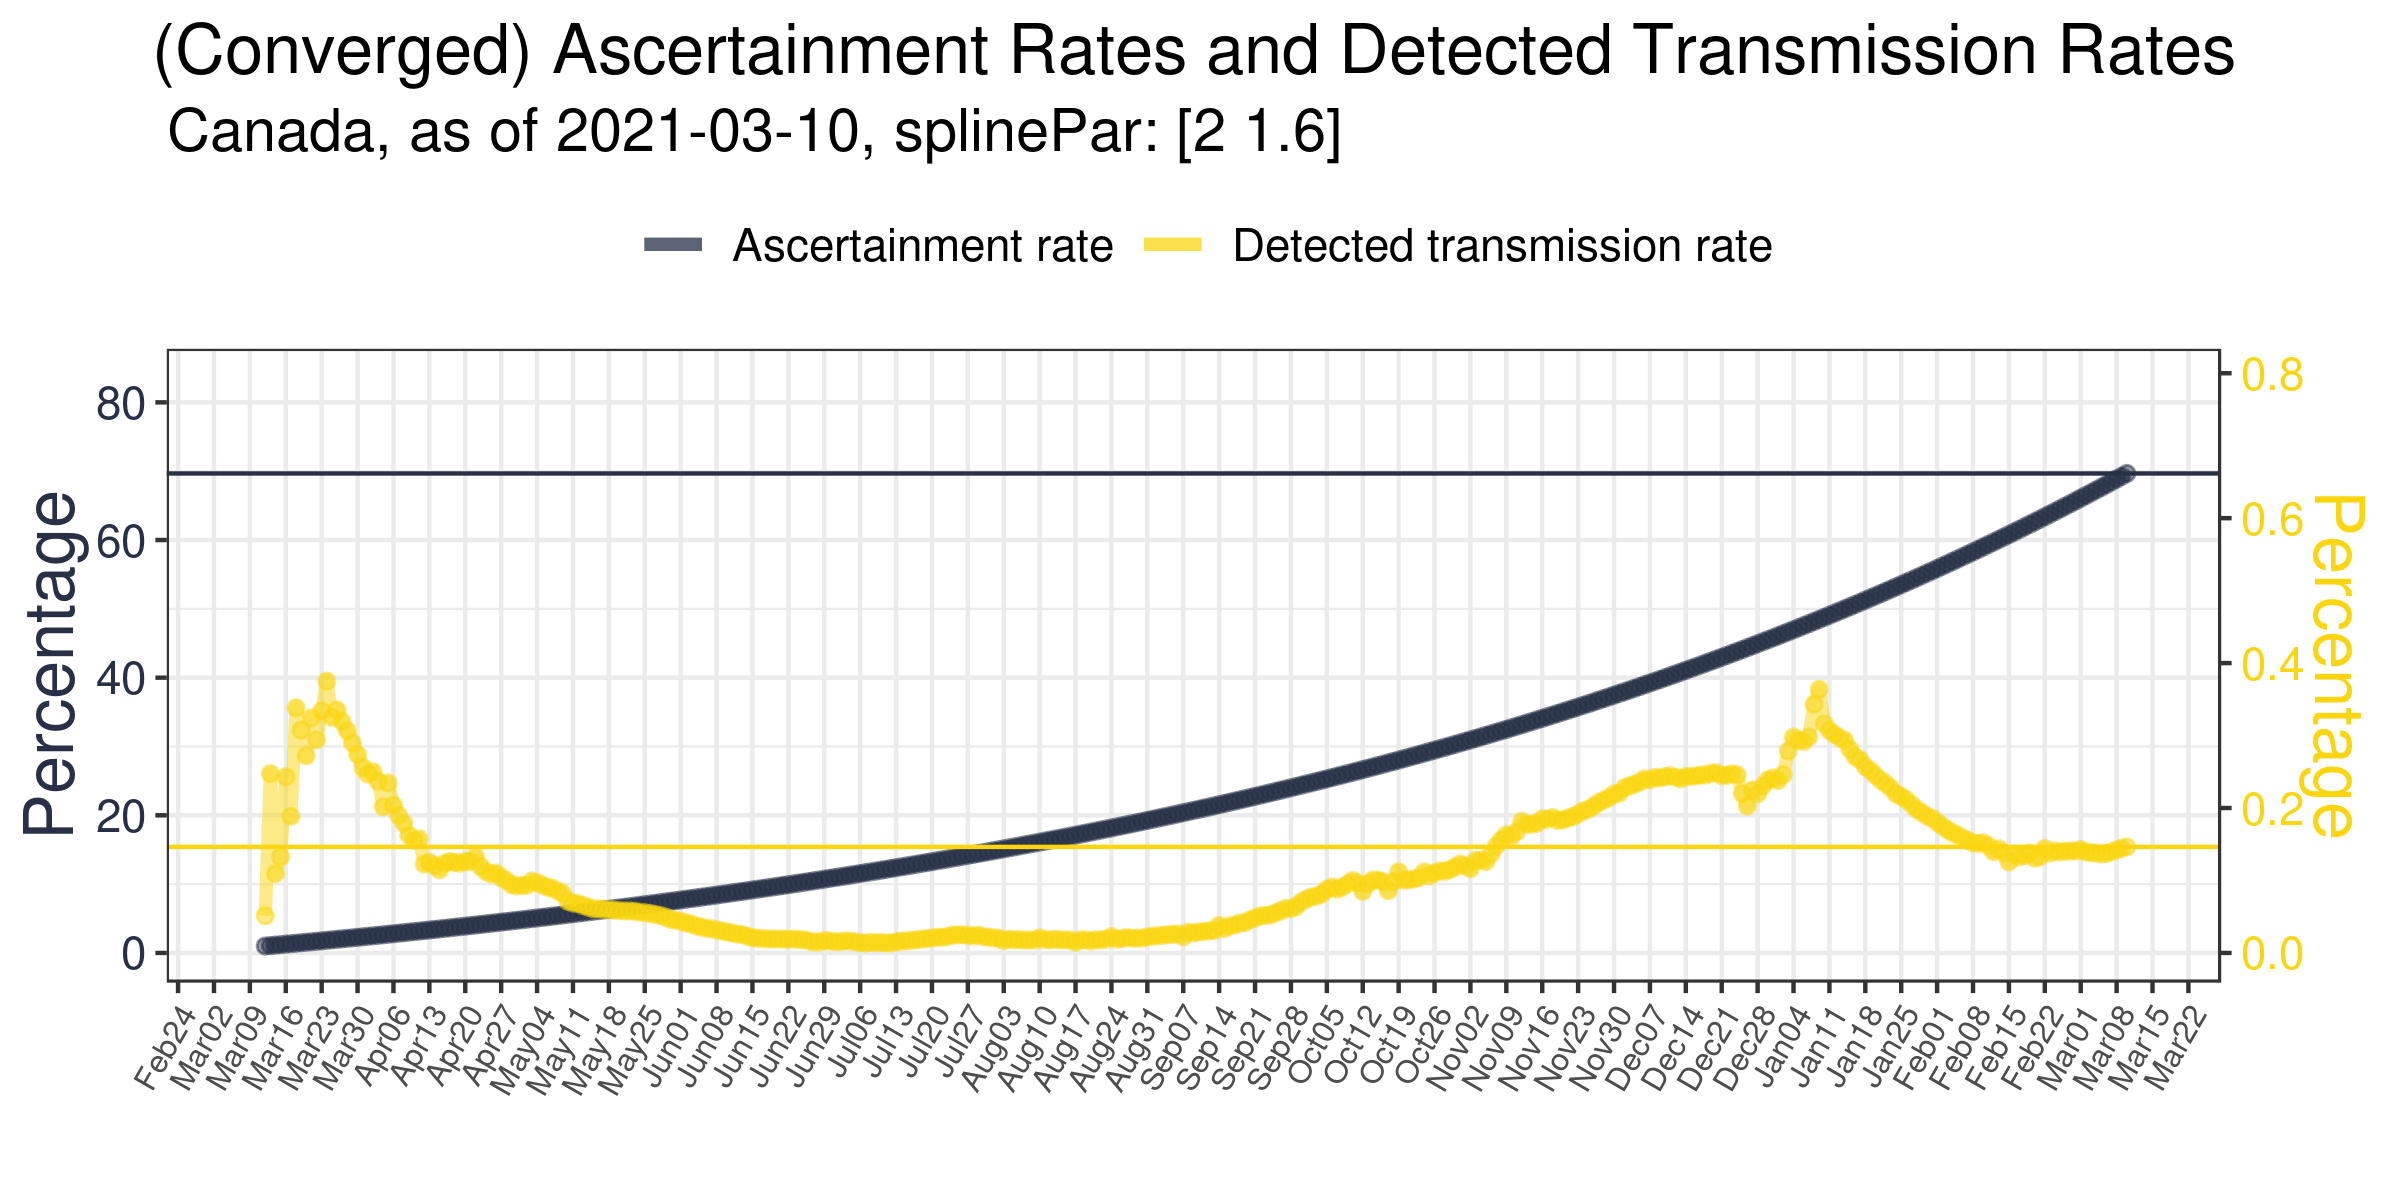 (Converged) Ascertainment Rates and Detected Transmission Rates
Canada, as of 2021-03-10, splinePar: [2 1.6]
Ascertainment rate
Detected transmission rate
Percentage
80
60
40
20
0
0.8
0.6
0.4
0.2
0.0
Percentage
Feb24
Mar02
Mar09
Mar16
Mar23
Mar30
Apr06
Apr13
Apr20
Apr27
May04
May11
May18
May25
Jun01
Jun08
Jun15
Jun22
Jun29
Jul06
Jul13
Jul20
Jul27
Aug03
Aug10
Aug17
Aug24
Aug31
Sep07
Sep14
Sep21
Sep28
Oct05
Oct12
Oct19
Oct26
Nov02
Nov09
Nov16
Nov23
Nov30
Dec07
Dec14
Dec21
Dec28
Jan04
Jan11
Jan18
Jan25
Feb01
Feb08
Feb15
Feb22
Mar01
Mar08
Mar15
Mar22